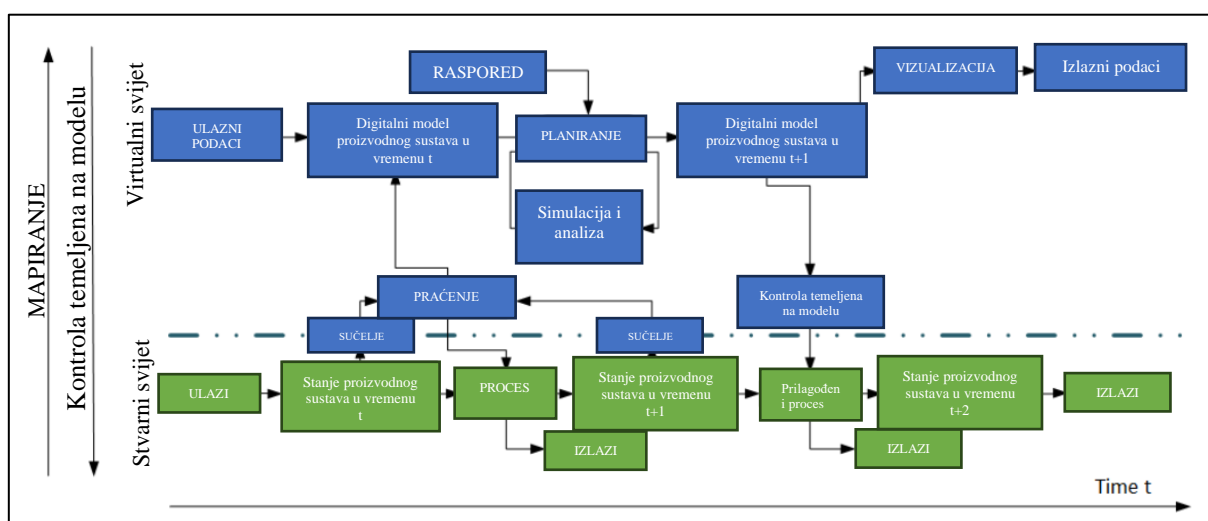 MAPIRANJE
Kontrola temeljena na modelu
Virtualni svijet
Stvarni svijet
RASPORED
VIZUALIZACIJA
Izlazni podaci
ULAZNI
PODACI
Digitalni model
proizvodnog sustava u
vremenu t
PLANIRANJE
Digitalni model
proizvodnog sustava u
vremenu t+1
Simulacija i
analiza
PRAĆENJE
Kontrola temeljena
na modelu
SUČELJE
SUČELJE
ULAZI
Stanje proizvodnog
sustava u vremenu
t
PROCES
Stanje proizvodnog
sustava u vremenu
t+1
Prilagođen
i proces
Stanje proizvodnog
sustava u vremenu
t+2
IZLAZI
IZLAZI
IZLAZI
Time t